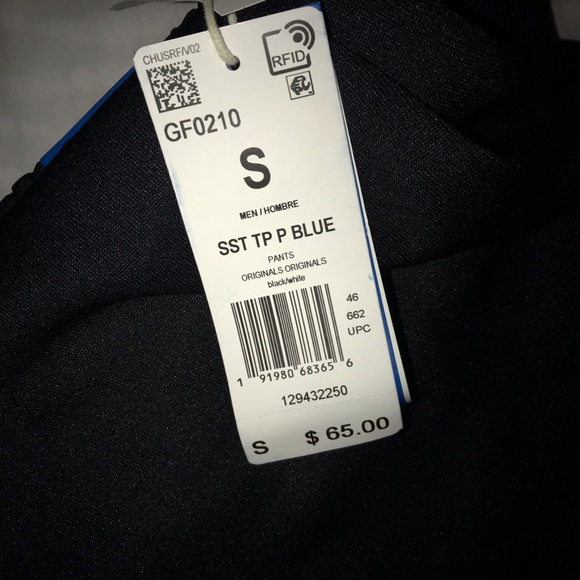 CHUSRF/V02
RFID
GF0210
S
MEN / HOMBRE
SST TP P BLUE
PANTS
ORIGINALS ORIGINALS
black/white
46
662
UPC
1 91980 68365 6
129432250
S $ 65.00